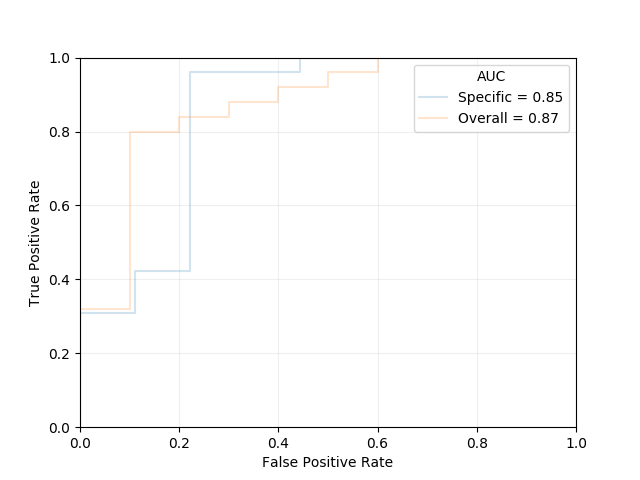 AUC
Specific = 0.85
Overall = 0.87
True Positive Rate
1.0
0.8
0.6
0.4
0.2
0.0
0.0 0.2 0.4 0.6 0.8 1.0
False Positive Rate